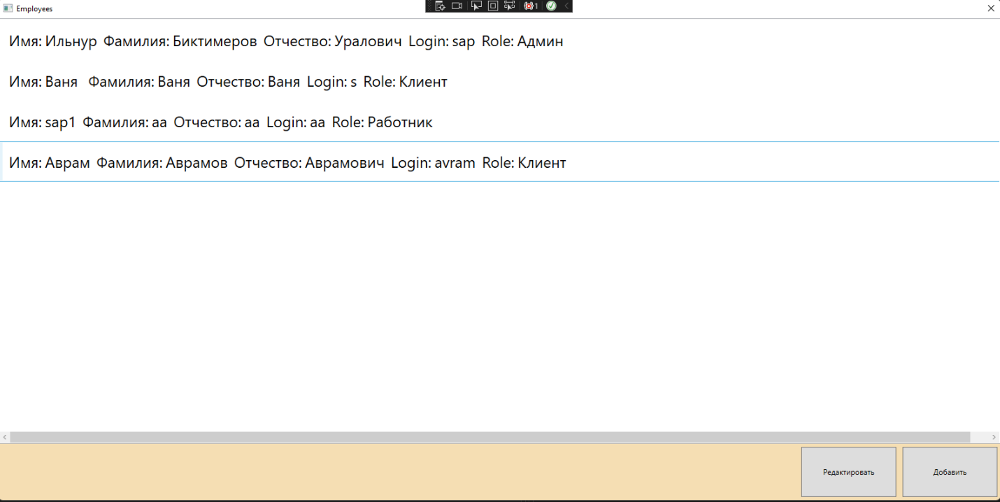 Employees
1
Имя: Ильнур Фамилия: Биктимеров Отчество: Уралович Login: sap Role: Админ
Имя: Ваня Фамилия: Ваня Отчество: Ваня Login: s Role: Клиент
Имя: sap1 Фамилия: aa Отчество: aa Login: aa Role: Работник
Имя: Аврам Фамилия: Аврамов Отчество: Аврамович Login: avram Role: Клиент
Редактировать Добавить